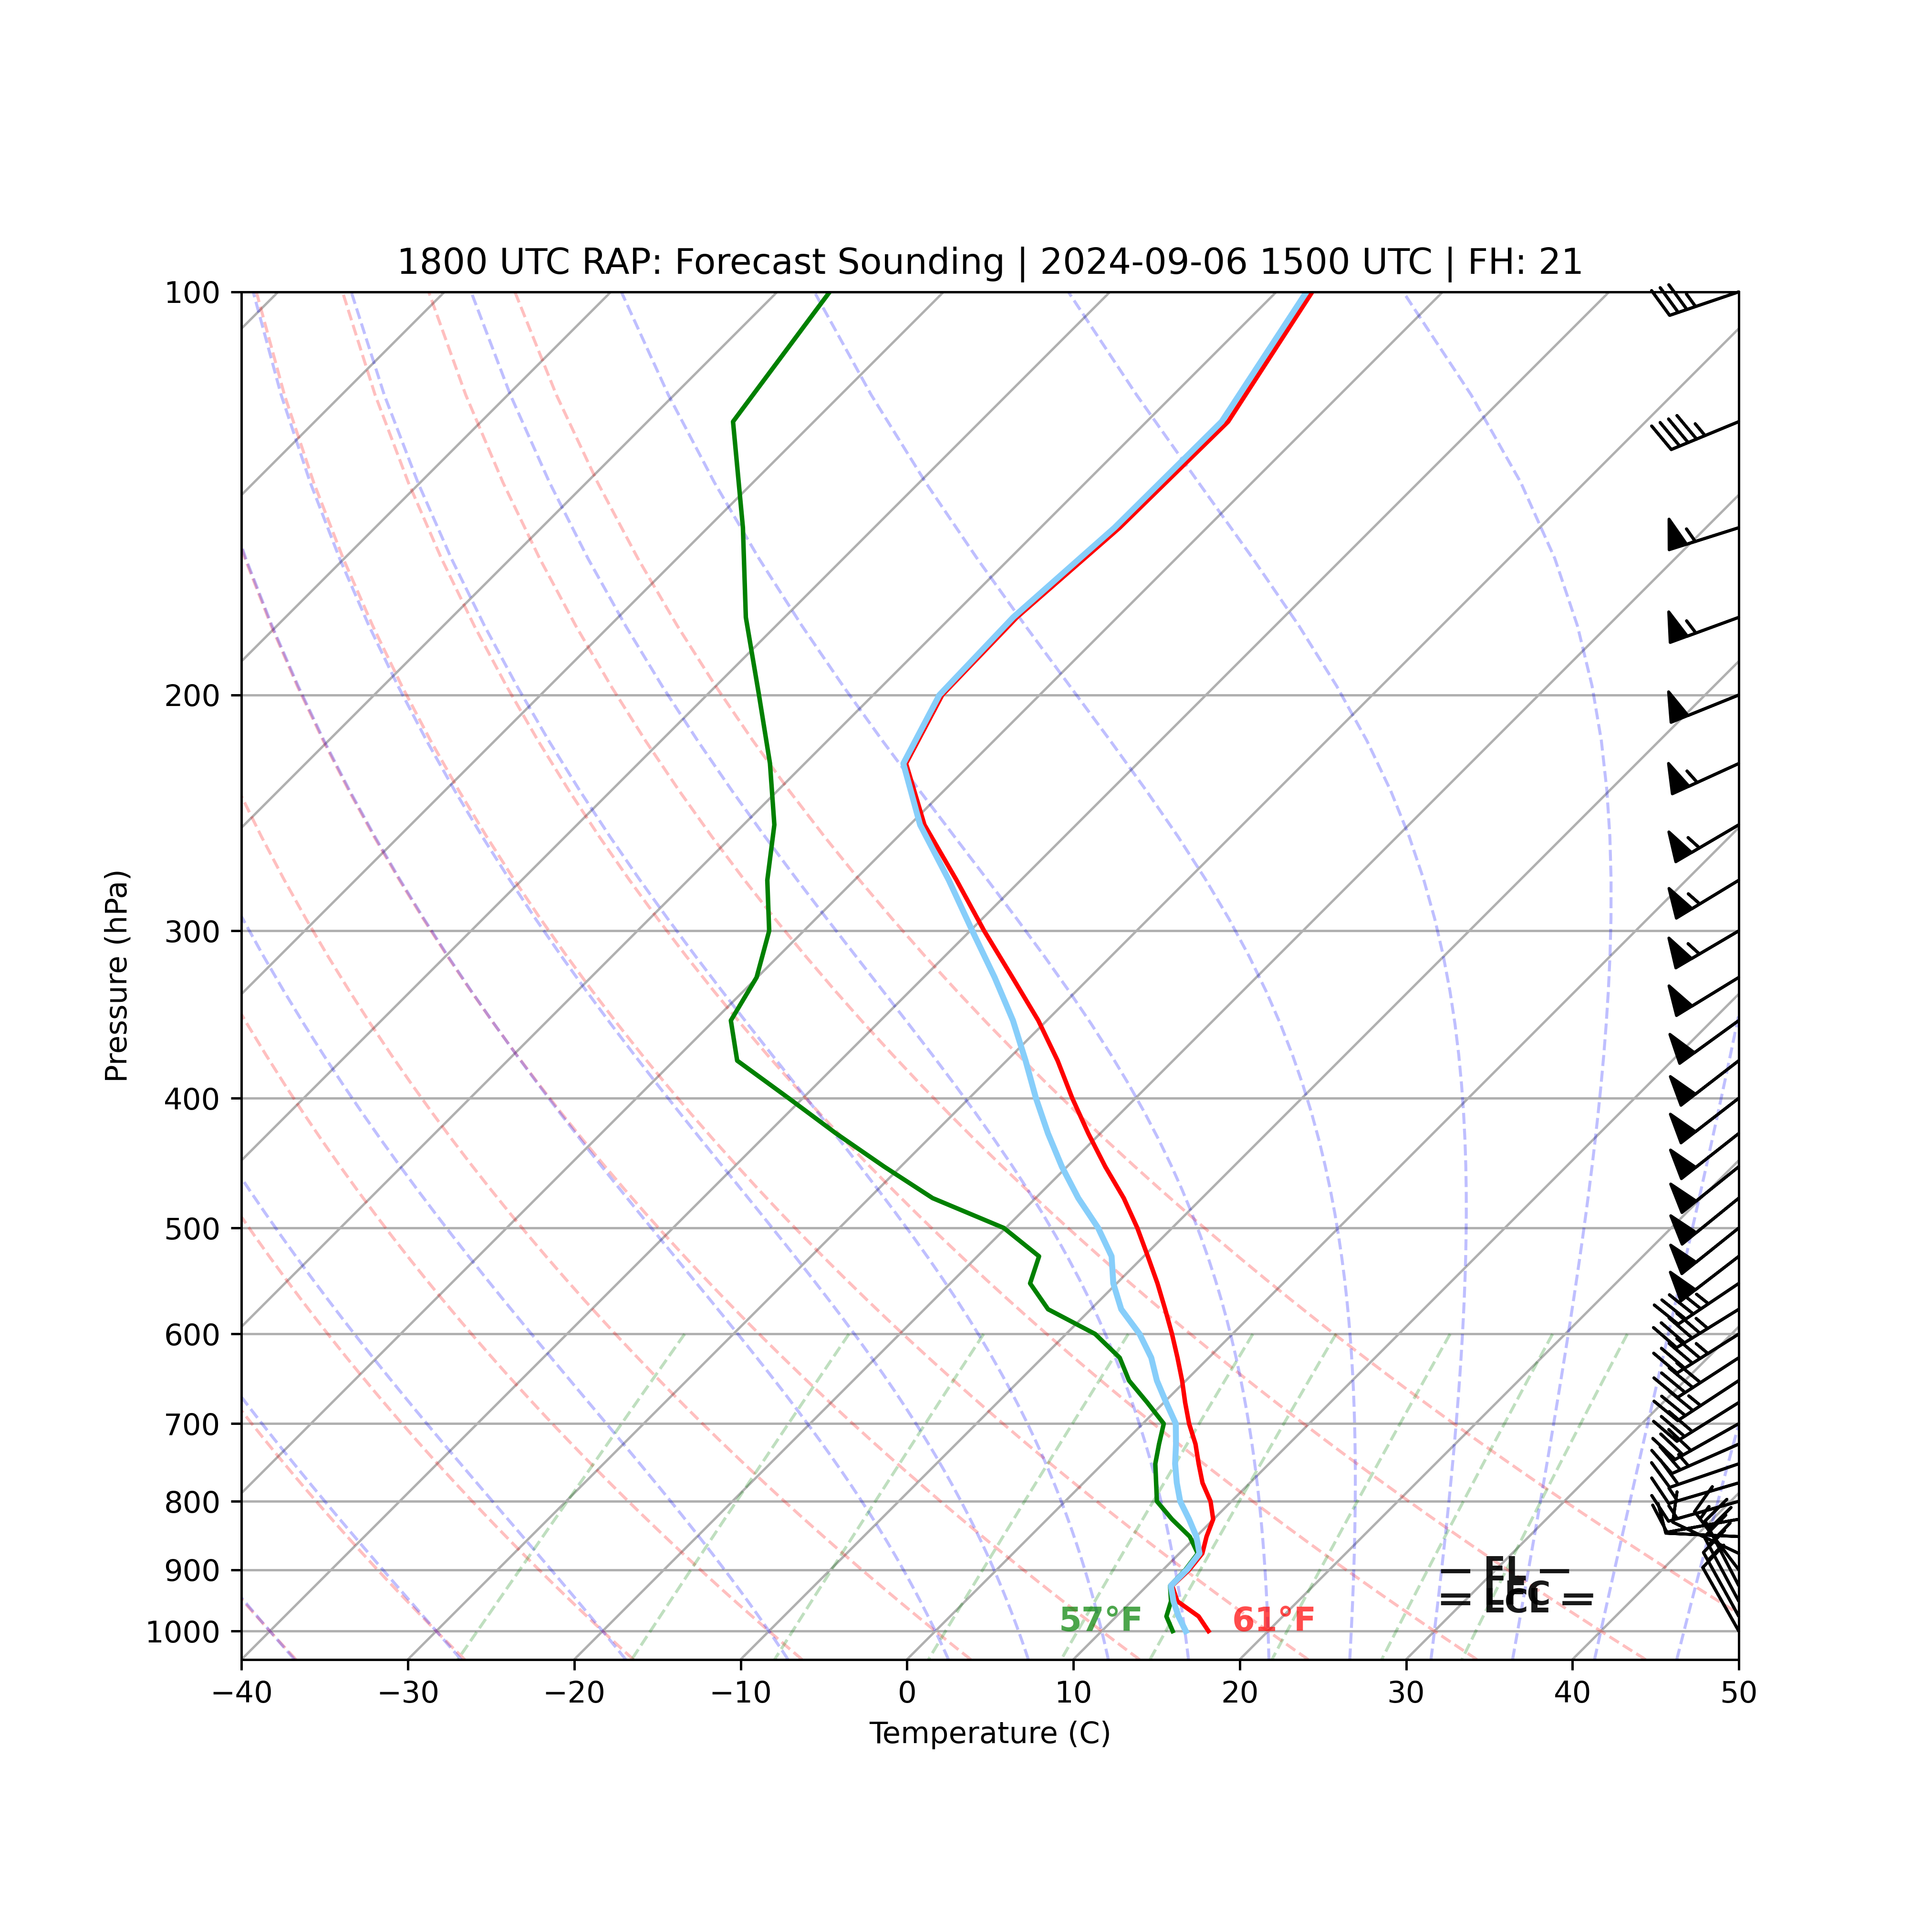 1800 UTC RAP: Forecast Sounding | 2024-09-06 1500 UTC | FH: 21
100
200
300
400
500
600
700
800
900
1000
Pressure (hPa)
− EL −
57°F 61°F
−40 −30 −20 −10 0 10 20 30 40 50
Temperature (C)